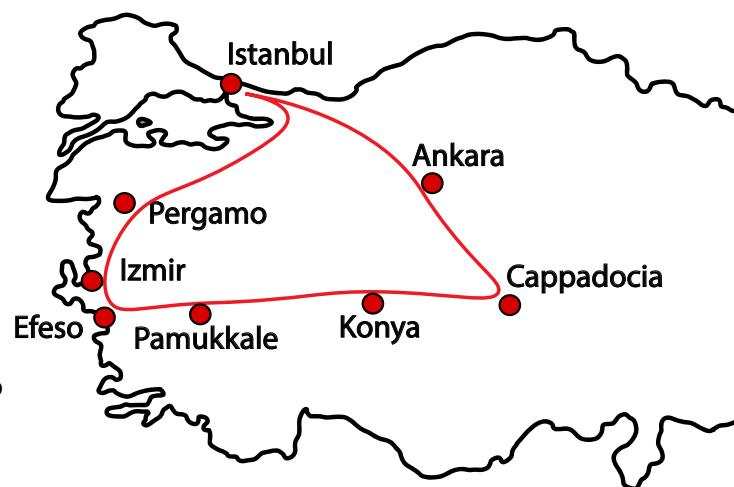 Istanbul
Ankara
Pergamo
Izmir
Cappadocia
Efeso
Pamukkale
Konya